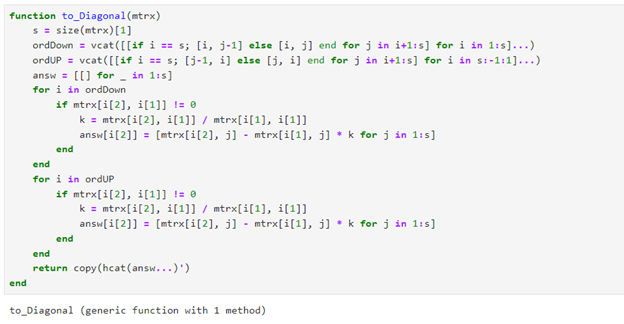 function to_Diagonal(mtrx)
    s = size(mtrx)[1]
    ordDown = vcat([[if i == s; [i, j-1] else [i, j] end for j in i+1:s] for i in 1:s]...)
    ordUP = vcat([[if i == s; [j-1, i] else [j, i] end for j in i+1:s] for i in s:-1:1]...)
    answ = [[] for _ in 1:s]
    for i in ordDown
        if mtrx[i[2], i[1]] != 0
            k = mtrx[i[2], i[1]] / mtrx[i[1], i[1]]
            answ[i[2]] = [mtrx[i[2], j] - mtrx[i[1], j] * k for j in 1:s]
        end
    end
    for i in ordUP
        if mtrx[i[2], i[1]] != 0
            k = mtrx[i[2], i[1]] / mtrx[i[1], i[1]]
            answ[i[2]] = [mtrx[i[2], j] - mtrx[i[1], j] * k for j in 1:s]
        end
    end
    return copy(hcat(answ...)')
end
to_Diagonal (generic function with 1 method)